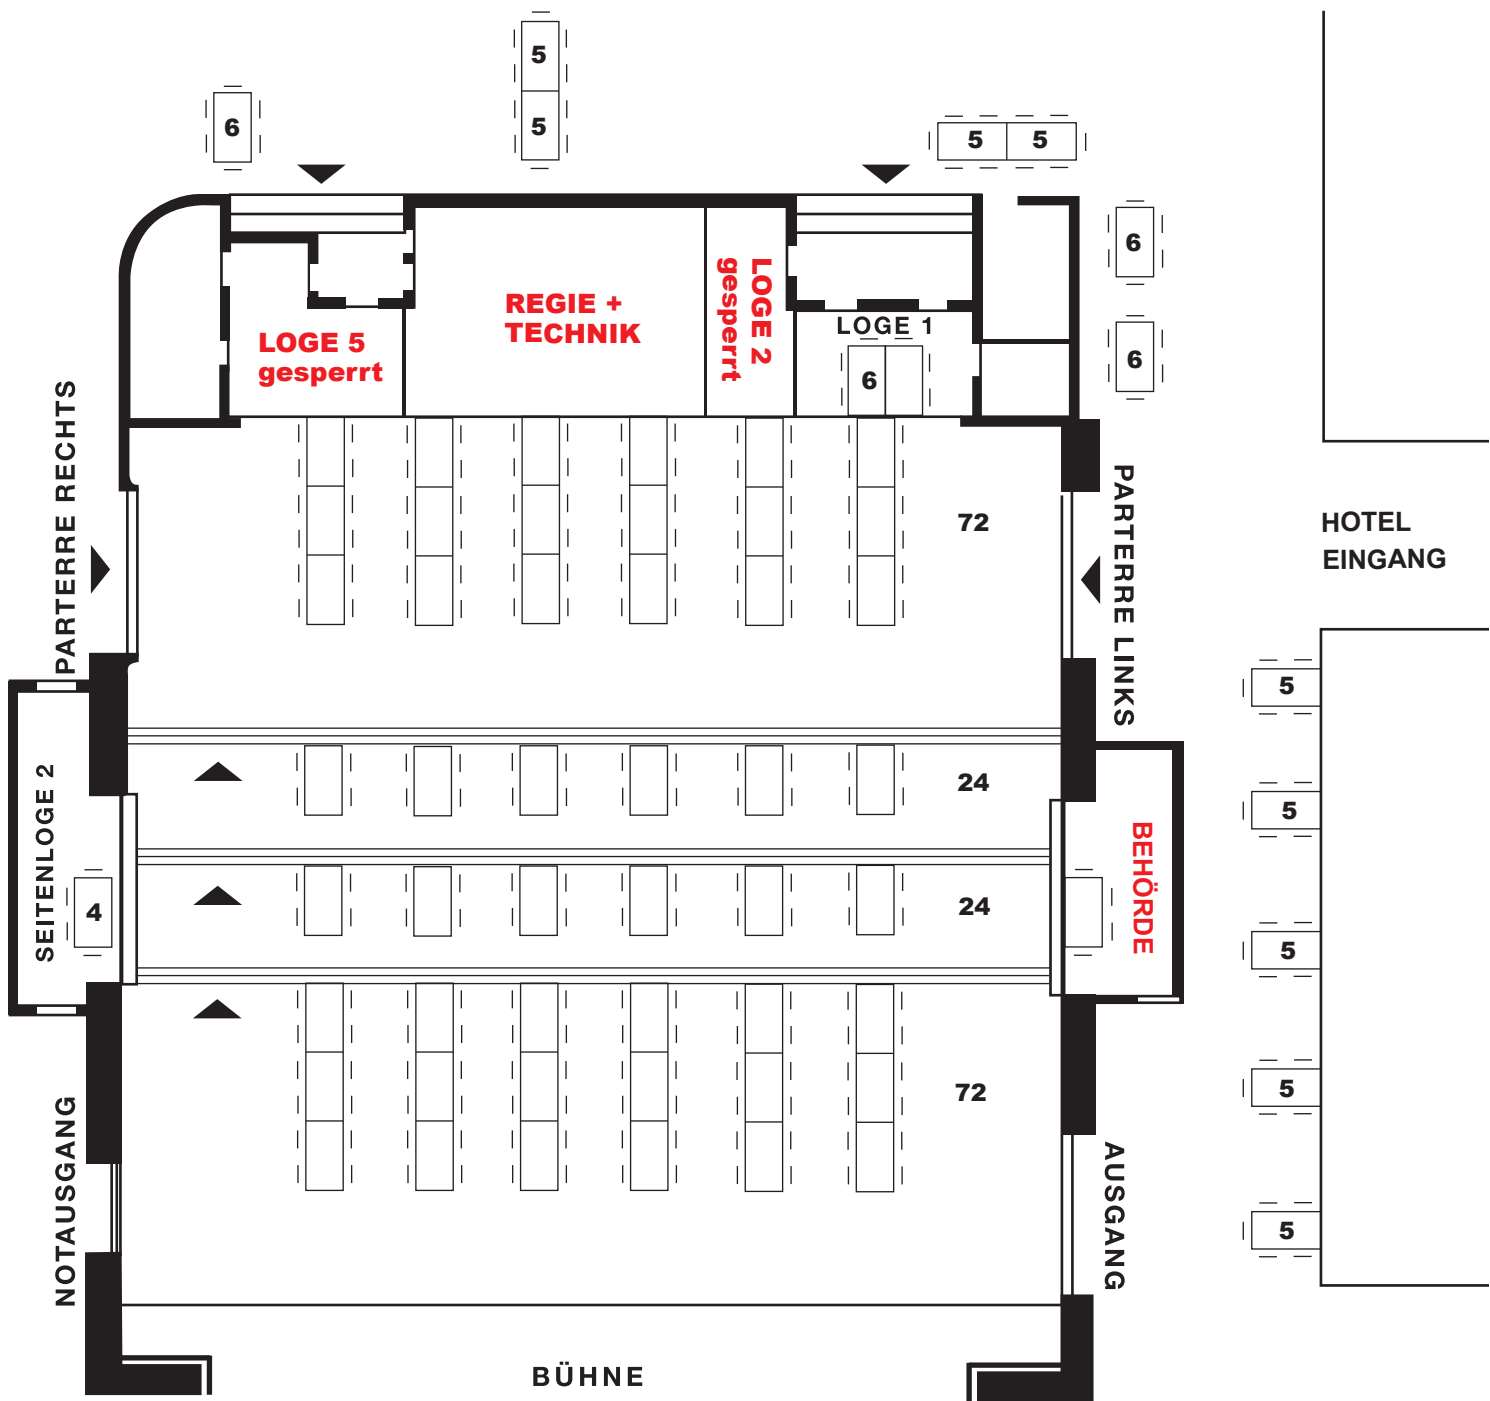 5
5
6
5 5
6
LOGE 5
gesperrt
REGIE +
TECHNIK
LOGE 2
gesperrt
LOGE 1
6
6
PARTERRE RECHTS
72
PARTERRE LINKS
HOTEL
EINGANG
5
SEITENLOGE 2
24
5
BEHÖRDE
4
24
5
NOTAUSGANG
72
5
AUSGANG
5
BÜHNE